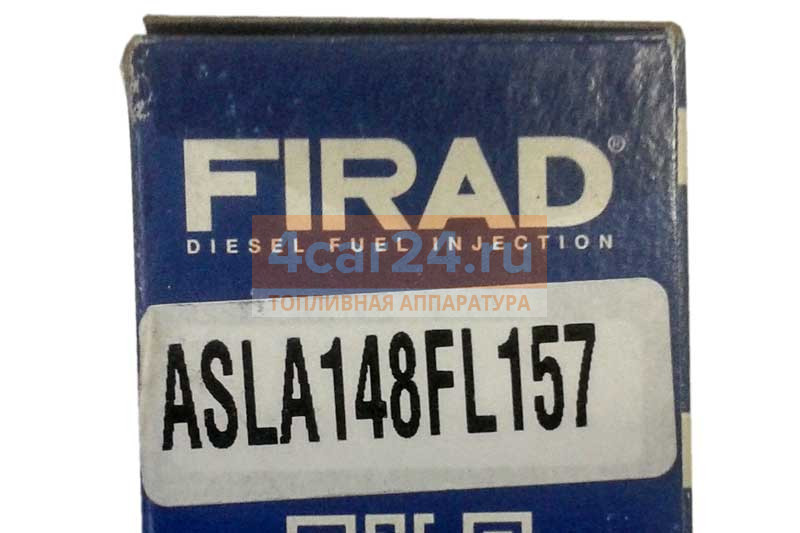 FIRAD®
DIESEL FUEL INJECTION
4car24.ru
ТОПЛИВНАЯ АППАРАТУРА
ASLA148FL157